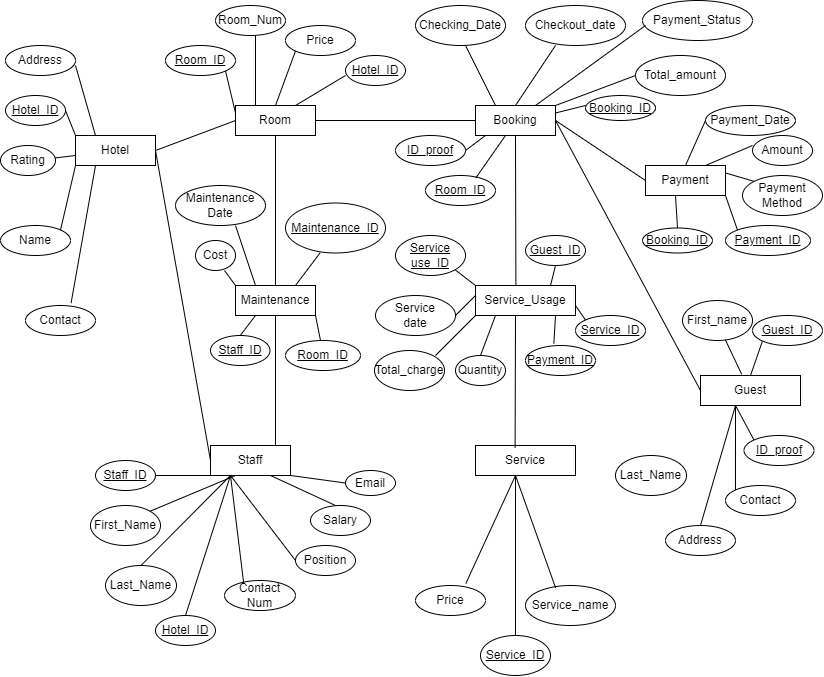 Room_Num
Checking_Date
Checkout_date
Payment_Status
Price
Address
Room_ID
Hotel_ID
Total_amount
Hotel_ID
Booking_ID
Room
Booking
Payment_Date
Hotel
ID_proof
Amount
Rating
Room_ID
Payment
Payment
Method
Maintenance
Date
Maintenance_ID
Name
Service
use_ID
Guest_ID
Booking_ID
Payment_ID
Cost
Maintenance
Service_Usage
Contact
Service
date
Service_ID
First_name
Guest_ID
Staff_ID
Room_ID
Total_charge
Quantity
Payment_ID
Guest
Staff_ID
Staff
Email
Service
Last_Name
ID_proof
First_Name
Salary
Contact
Address
Position
Last_Name
Contact
Num
Price
Service_name
Hotel_ID
Service_ID